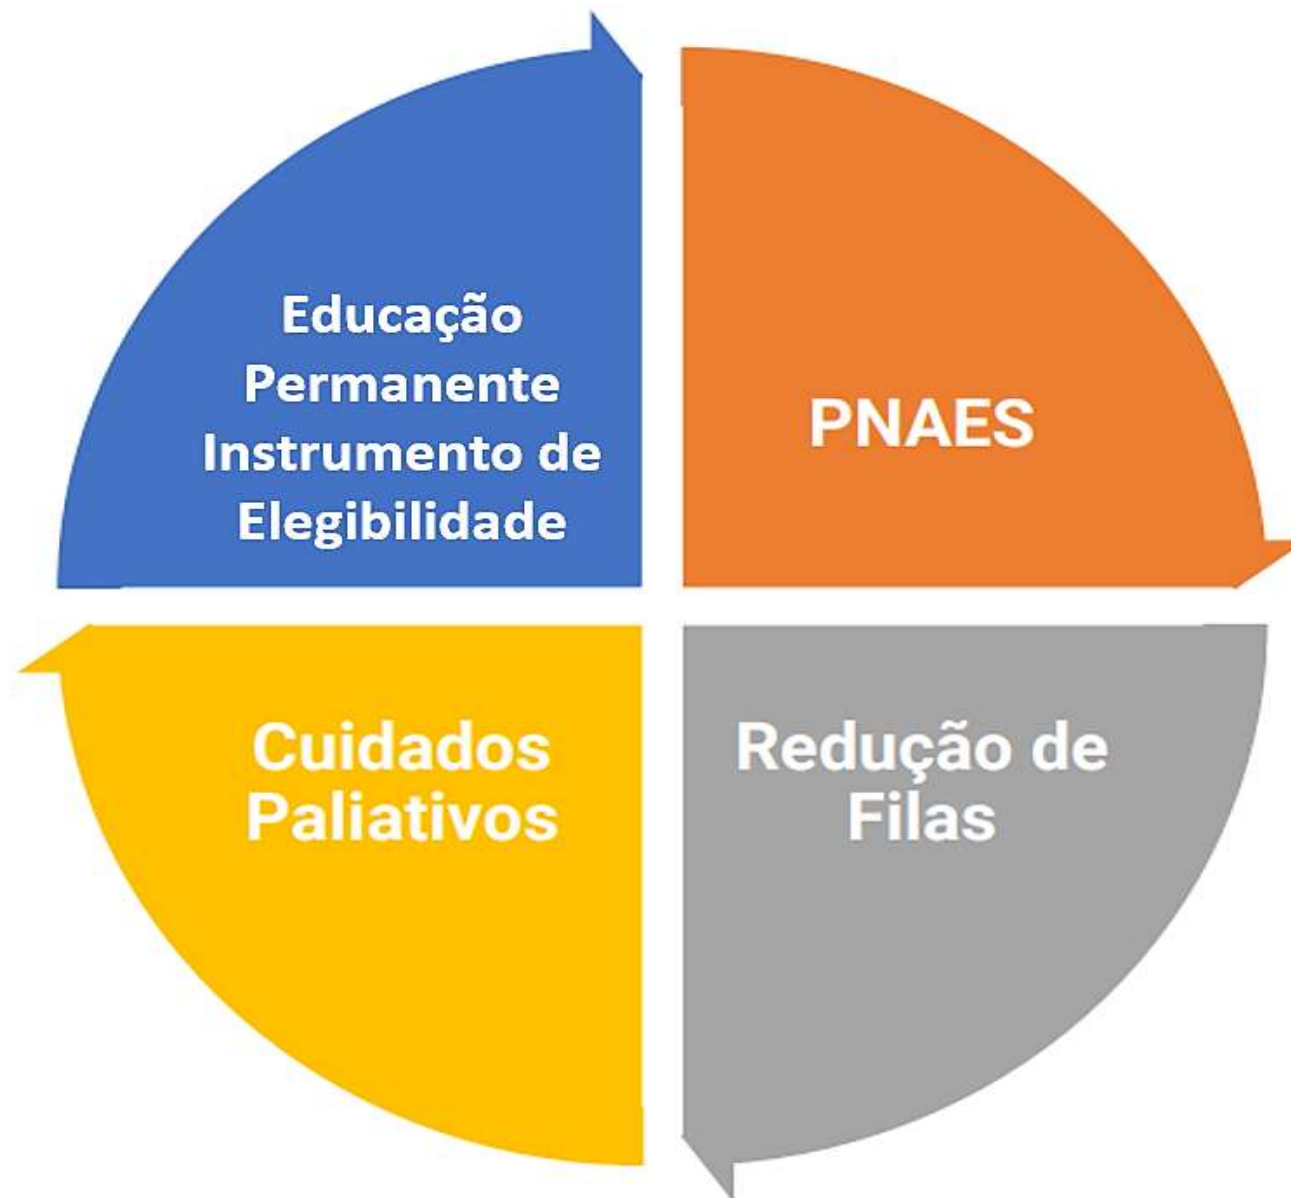 Educação
Permanente
Instrumento de
Elegibilidade
PNAES
Cuidados
Paliativos
Redução de
Filas